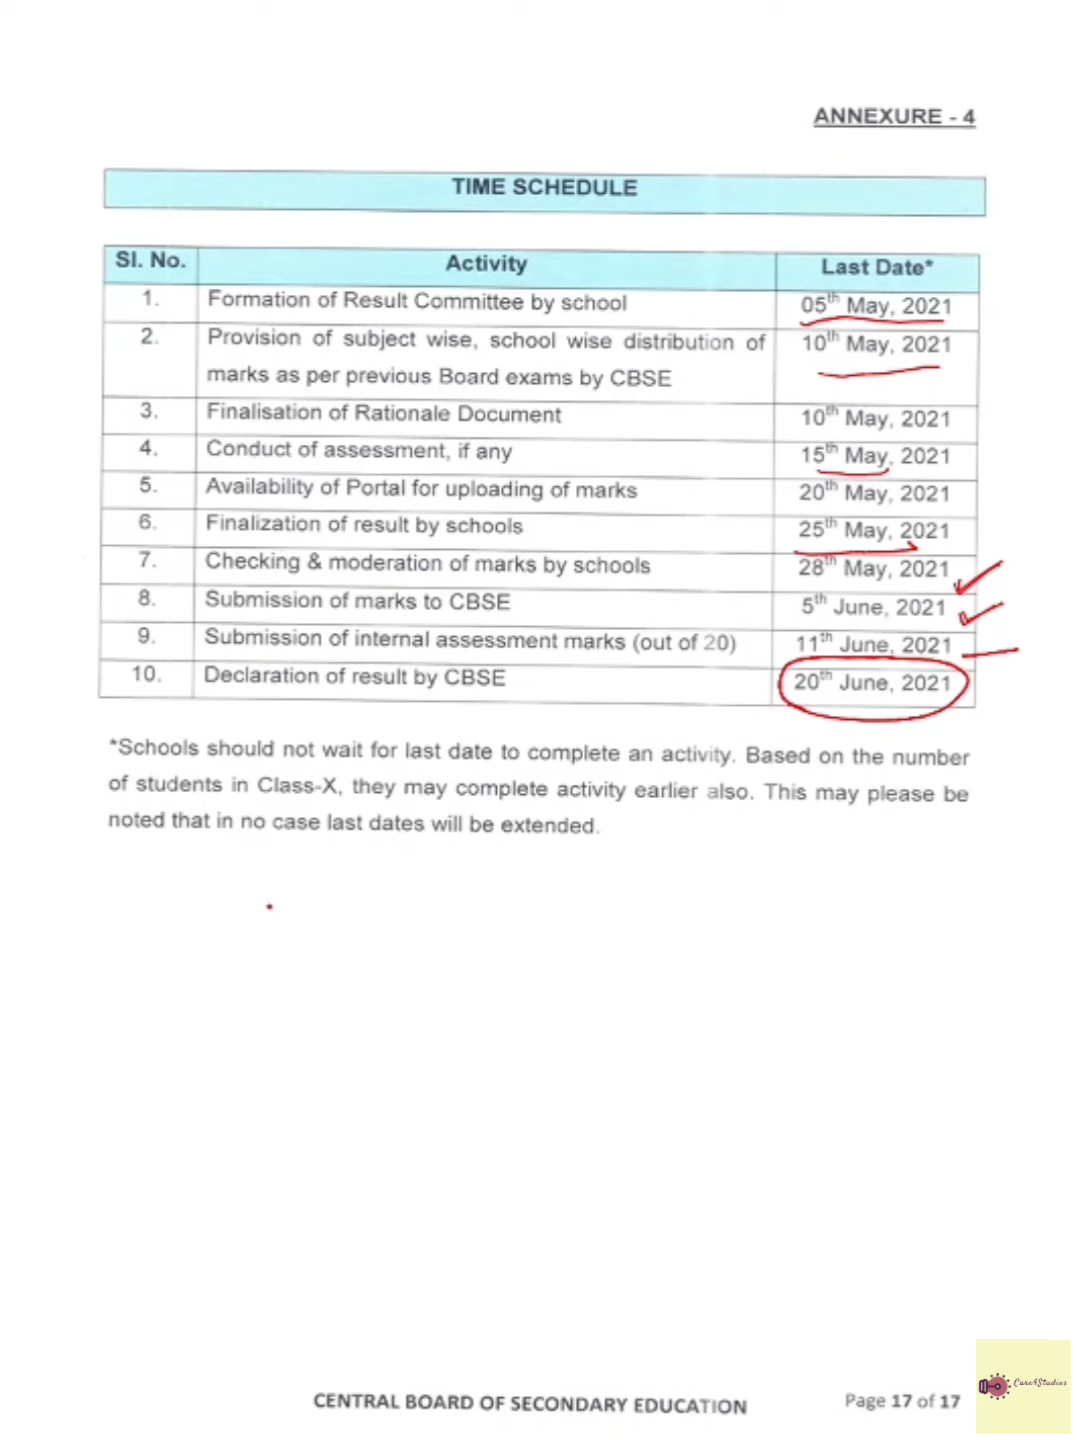 ANNEXURE - 4
TIME SCHEDULE
Sl. No. Activity Last Date*
1. Formation of Result Committee by school 05th May, 2021
2. Provision of subject wise, school wise distribution of marks as per previous Board exams by CBSE 10th May, 2021
3. Finalisation of Rationale Document 10th May, 2021
4. Conduct of assessment, if any 15th May, 2021
5. Availability of Portal for uploading of marks 20th May, 2021
6. Finalization of result by schools 25th May, 2021
7. Checking & moderation of marks by schools 28th May, 2021
8. Submission of marks to CBSE 5th June, 2021
9. Submission of internal assessment marks (out of 20) 11th June, 2021
10. Declaration of result by CBSE 20th June, 2021
*Schools should not wait for last date to complete an activity. Based on the number
of students in Class-X, they may complete activity earlier also. This may please be
noted that in no case last dates will be extended.
CENTRAL BOARD OF SECONDARY EDUCATION Page 17 of 17
Care4Studies